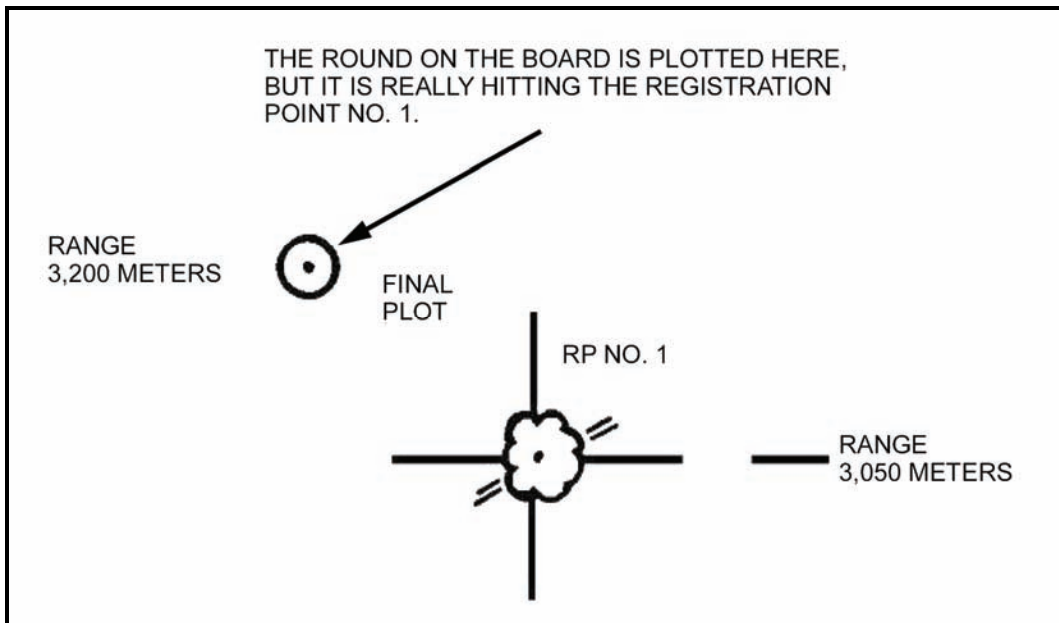 THE ROUND ON THE BOARD IS PLOTTED HERE,
BUT IT IS REALLY HITTING THE REGISTRATION
POINT NO. 1.
RANGE
3,200 METERS
FINAL
PLOT
RP NO. 1
RANGE
3,050 METERS